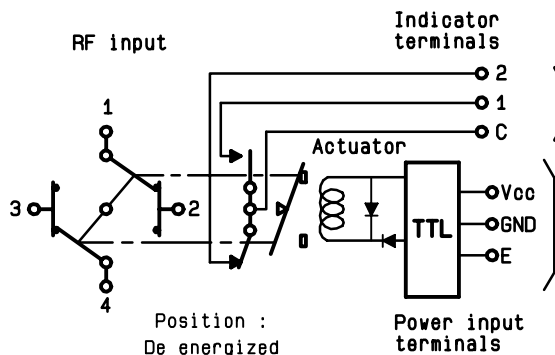 RF input
Indicator
terminals
2
1
C
1
Actuator
3
2
4
TTL
Vcc
GND
E
Position :
De energized
Power input
terminals